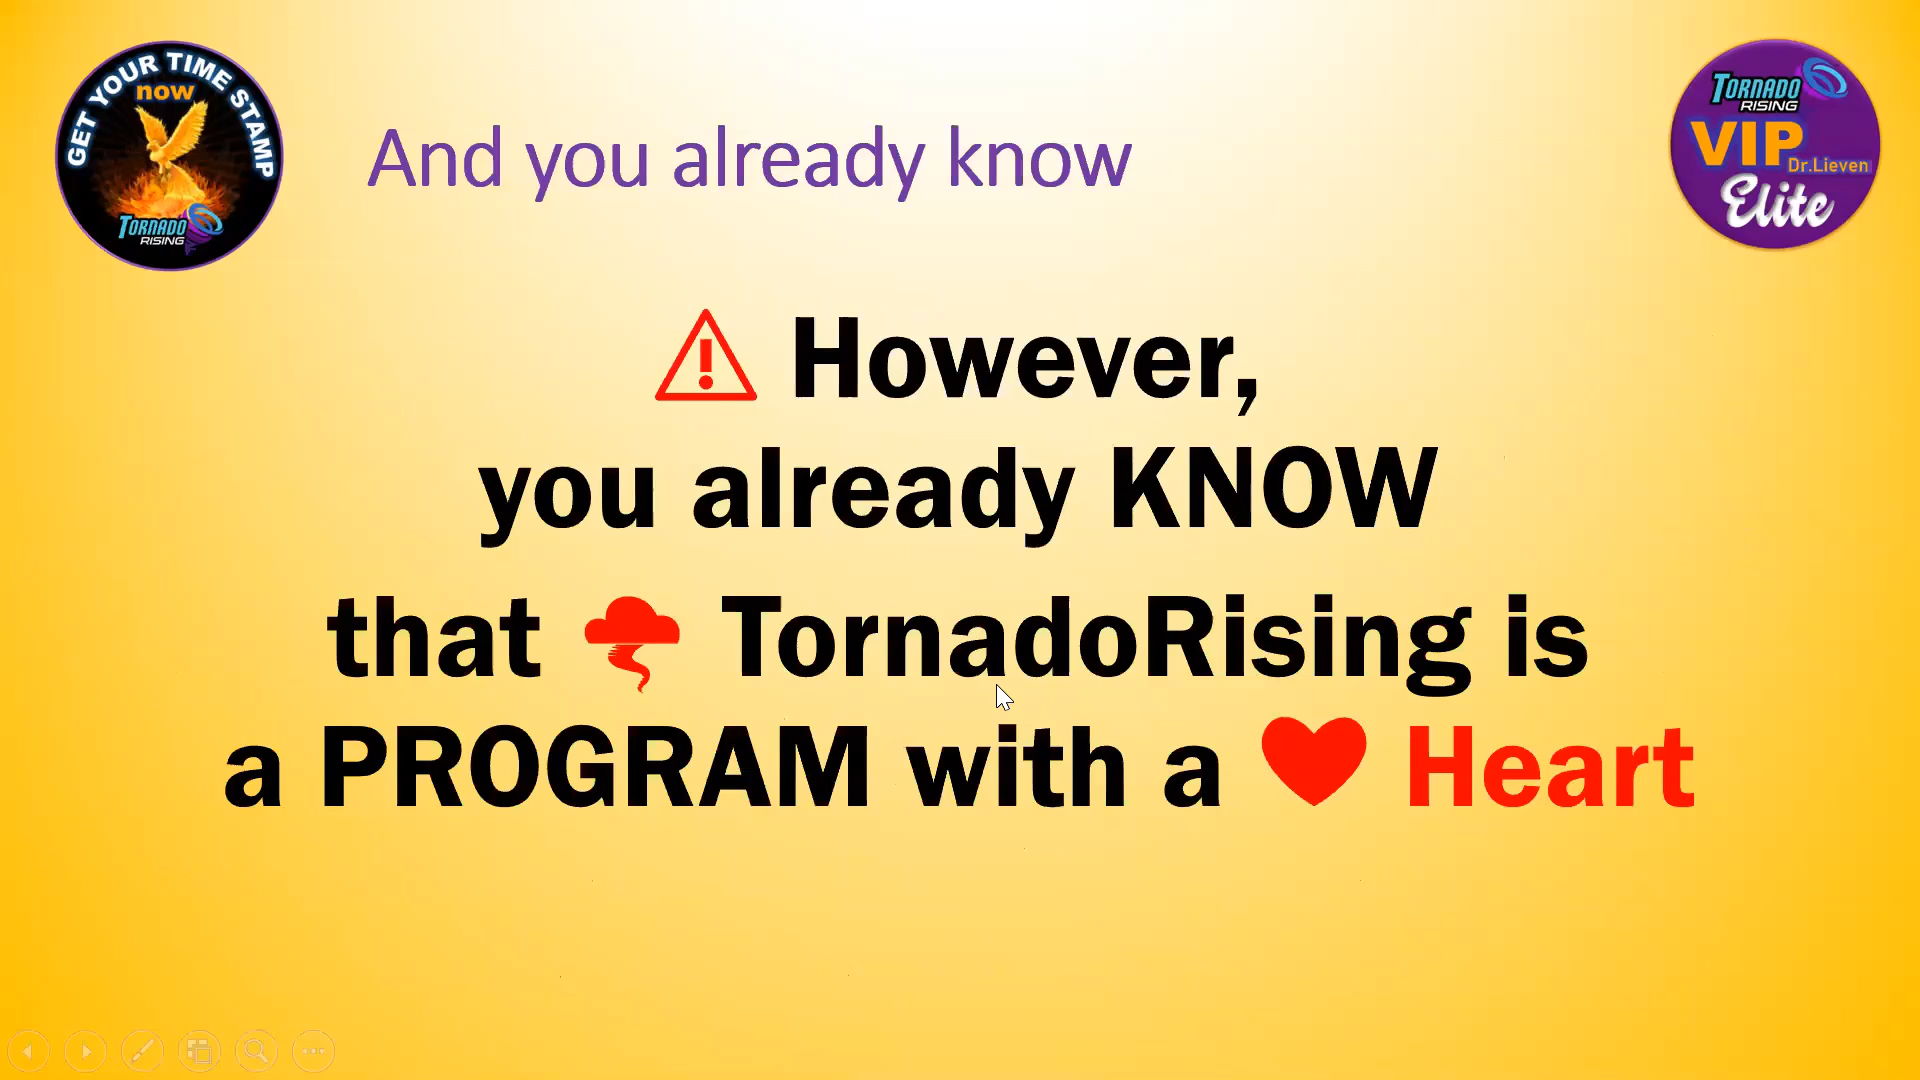 GET YOUR TIME STAMP
now
TORNADO
RISING
And you already know
TORNADO
RISING
VIP
Dr.Lieven
Elite
However,
you already KNOW
that TornadoRising is
a PROGRAM with a Heart